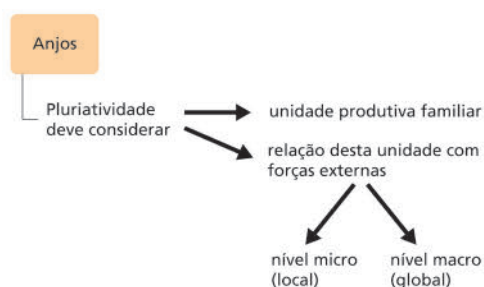 Anjos
Pluriatividade
deve considerar
unidade produtiva familiar
relação desta unidade com
forças externas
nível micro
(local)
nível macro
(global)